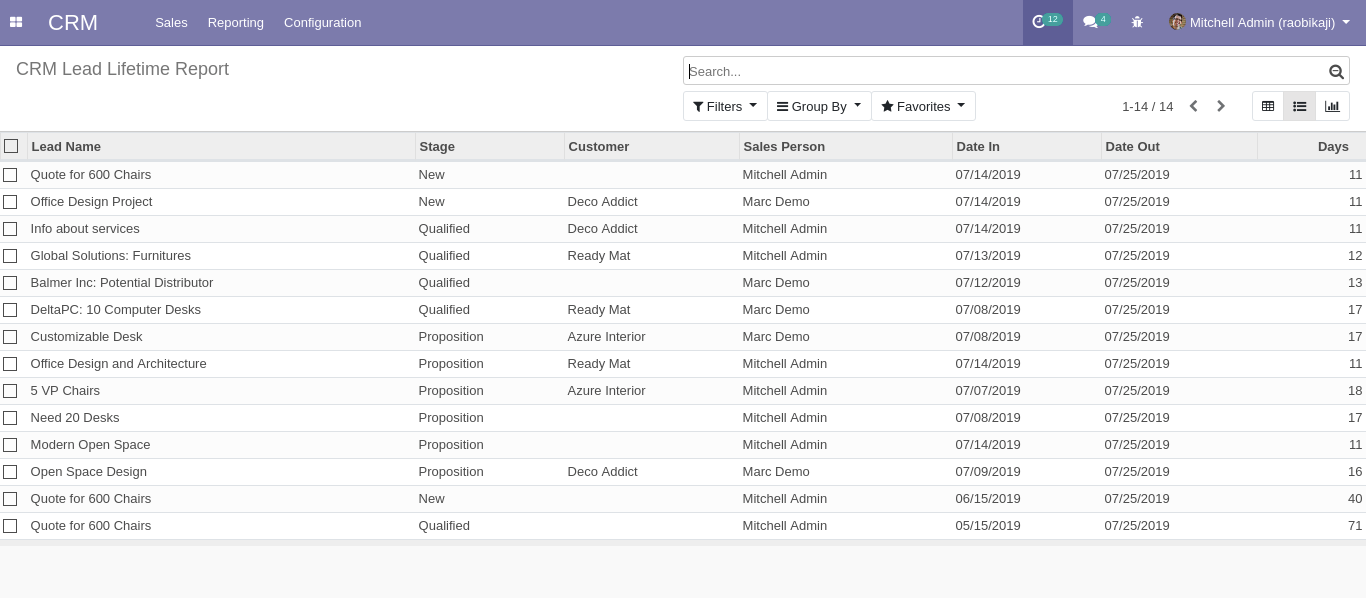 CRM Sales Reporting Configuration 12 4 Mitchell Admin (raobikaji)
CRM Lead Lifetime Report
Search...
Filters Group By Favorites 1-14 / 14
Lead Name Stage Customer Sales Person Date In Date Out Days
Quote for 600 Chairs New Mitchell Admin 07/14/2019 07/25/2019 11
Office Design Project New Deco Addict Marc Demo 07/14/2019 07/25/2019 11
Info about services Qualified Deco Addict Mitchell Admin 07/14/2019 07/25/2019 11
Global Solutions: Furnitures Qualified Ready Mat Mitchell Admin 07/13/2019 07/25/2019 12
Balmer Inc: Potential Distributor Qualified Marc Demo 07/12/2019 07/25/2019 13
DeltaPC: 10 Computer Desks Qualified Ready Mat Marc Demo 07/08/2019 07/25/2019 17
Customizable Desk Proposition Azure Interior Marc Demo 07/08/2019 07/25/2019 17
Office Design and Architecture Proposition Ready Mat Mitchell Admin 07/14/2019 07/25/2019 11
5 VP Chairs Proposition Azure Interior Mitchell Admin 07/07/2019 07/25/2019 18
Need 20 Desks Proposition Mitchell Admin 07/08/2019 07/25/2019 17
Modern Open Space Proposition Mitchell Admin 07/14/2019 07/25/2019 11
Open Space Design Proposition Deco Addict Marc Demo 07/09/2019 07/25/2019 16
Quote for 600 Chairs New Mitchell Admin 06/15/2019 07/25/2019 40
Quote for 600 Chairs Qualified Mitchell Admin 05/15/2019 07/25/2019 71